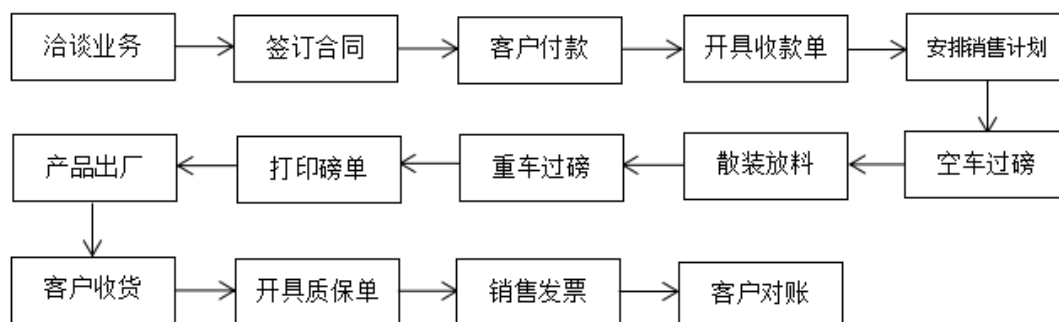 洽谈业务
签订合同
客户付款
开具收款单
安排销售计划
空车过磅
散装放料
重车过磅
打印磅单
产品出厂
客户收货
开具质保单
销售发票
客户对账